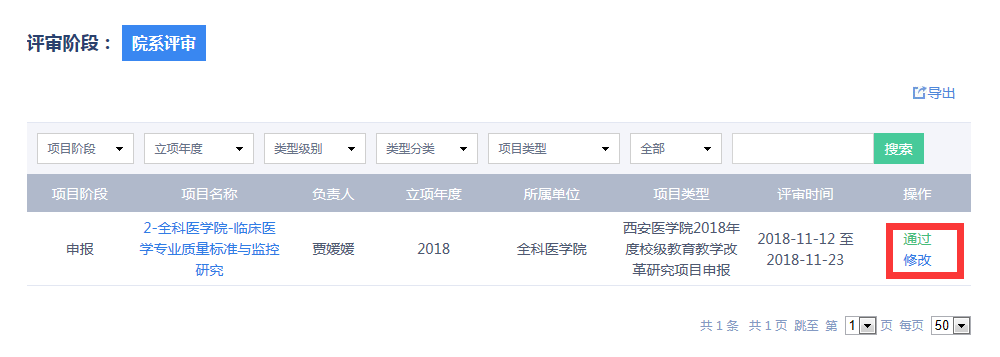 评审阶段： 院系评审
导出
项目阶段 立项年度 类型级别 类型分类 项目类型 全部 搜索
项目阶段 项目名称 负责人 立项年度 所属单位 项目类型 评审时间 操作
申报 2-全科医学院-临床医学专业质量标准与监控研究 贾媛媛 2018 全科医学院 西安医学院2018年度校级教育教学改革研究项目申报 2018-11-12 至 2018-11-23 通过 修改
共 1 条 共 1 页 跳至 第 1 页 每页 50